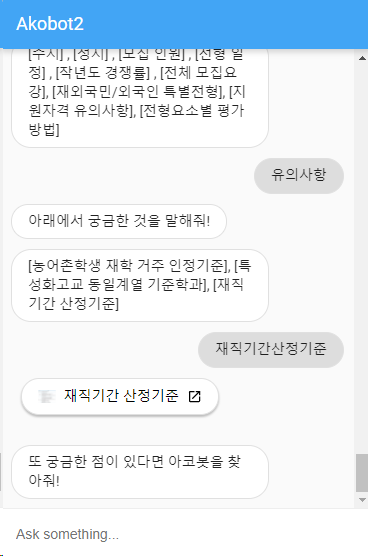 Akobot2
[수시] , [정시] , [모집 인원] , [전형 일
정] , [작년도 경쟁률] , [전체 모집요
강], [재외국민/외국인 특별전형], [지
원자격 유의사항], [전형요소별 평가
방법]
유의사항
아래에서 궁금한 것을 말해줘!
[농어촌학생 재학 거주 인정기준], [특
성화고교 동일계열 기준학과], [재직
기간 산정기준]
재직기간산정기준
재직기간 산정기준
또 궁금한 점이 있다면 아코봇을 찾
아줘!
Ask something...